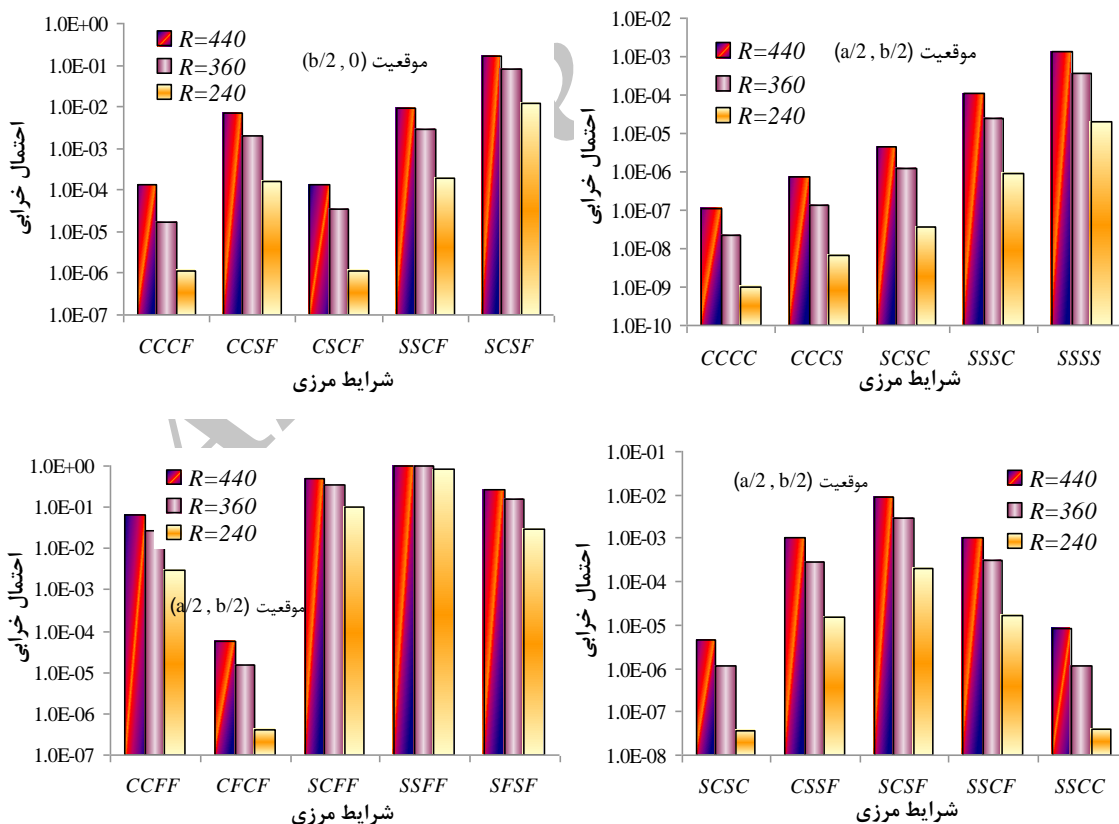 1.0E+00
1.0E-01
1.0E-02
1.0E-03
1.0E-04
1.0E-05
1.0E-06
1.0E-07
احتمال خرابی
R=440
R=360
R=240
موقعیت (b/2 , 0)
CCCF CCSF CSCF SSCF SCSF
شرایط مرزی
1.0E-02
1.0E-03
1.0E-04
1.0E-05
1.0E-06
1.0E-07
1.0E-08
1.0E-09
1.0E-10
احتمال خرابی
R=440
R=360
R=240
موقعیت (a/2 , b/2)
CCCC CCCS SCSC SSSC SSSS
شرایط مرزی
1.0E+00
1.0E-01
1.0E-02
1.0E-03
1.0E-04
1.0E-05
1.0E-06
1.0E-07
احتمال خرابی
R=440
R=360
R=240
موقعیت (a/2 , b/2)
CCFF CFCF SCFF SSFF SFSF
شرایط مرزی
1.0E-01
1.0E-02
1.0E-03
1.0E-04
1.0E-05
1.0E-06
1.0E-07
1.0E-08
احتمال خرابی
موقعیت (a/2 , b/2)
R=440
R=360
R=240
SCSC CSSF SCSF SSCF SSCC
شرایط مرزی